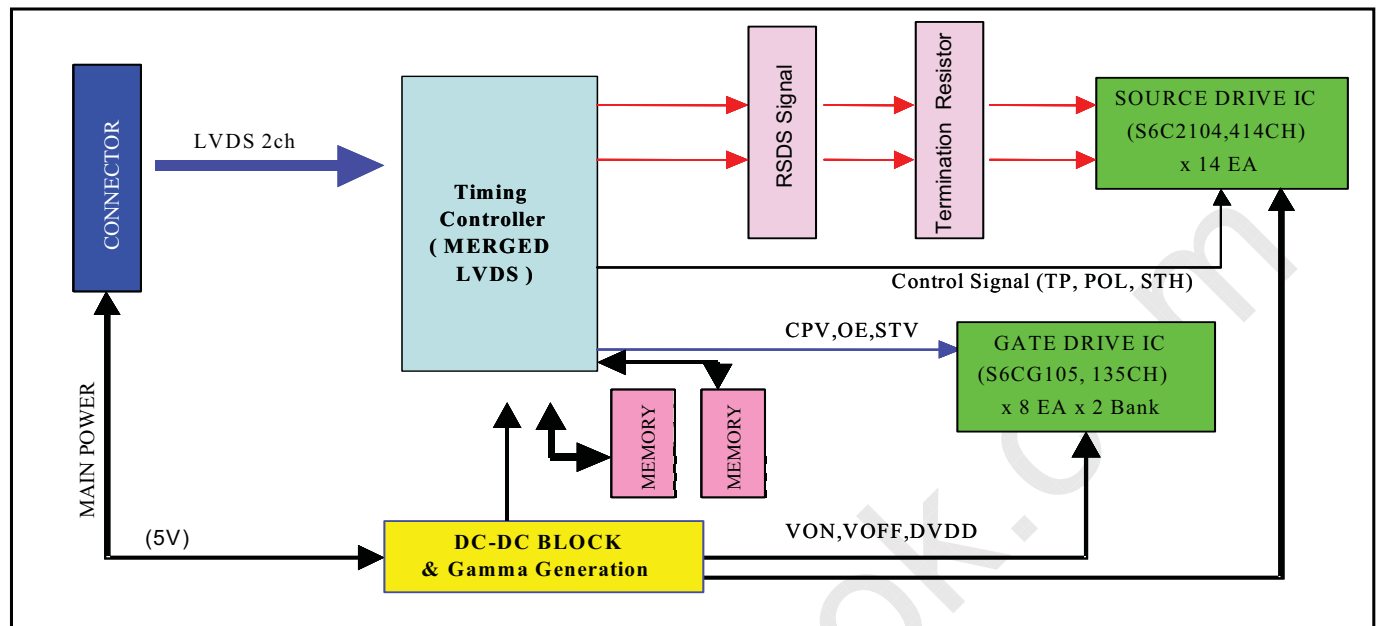 CONNECTOR
LVDS 2ch
Timing
Controller
( MERGED
LVDS )
RSDS Signal
Termination Resistor
SOURCE DRIVE IC
(S6C2104,414CH)
x 14 EA
Control Signal (TP, POL, STH)
CPV,OE,STV
GATE DRIVE IC
(S6CG105, 135CH)
x 8 EA x 2 Bank
MEMORY
MEMORY
MAIN POWER
(5V)
DC-DC BLOCK
& Gamma Generation
VON,VOFF,DVDD
ok.com